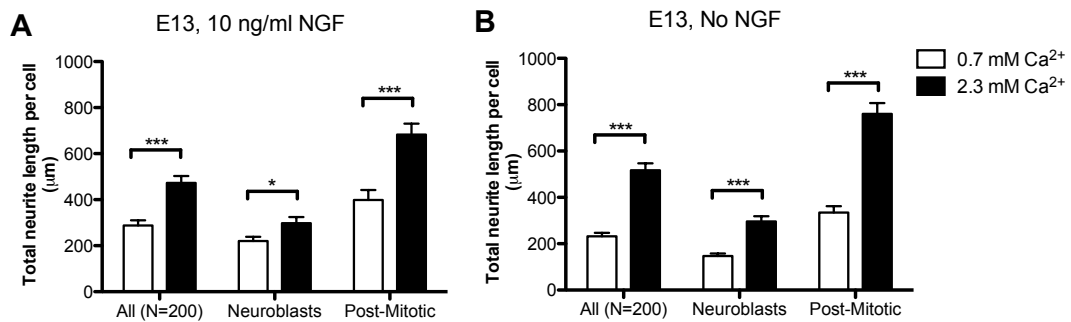 A
E13, 10 ng/ml NGF
Total neurite length per cell
(μm)
1000
800
600
400
200
0
***
*
***
All (N=200)
Neuroblasts
Post-Mitotic
B
E13, No NGF
Total neurite length per cell
(μm)
1000
800
600
400
200
0
***
***
***
All (N=200)
Neuroblasts
Post-Mitotic
0.7 mM Ca²⁺
2.3 mM Ca²⁺